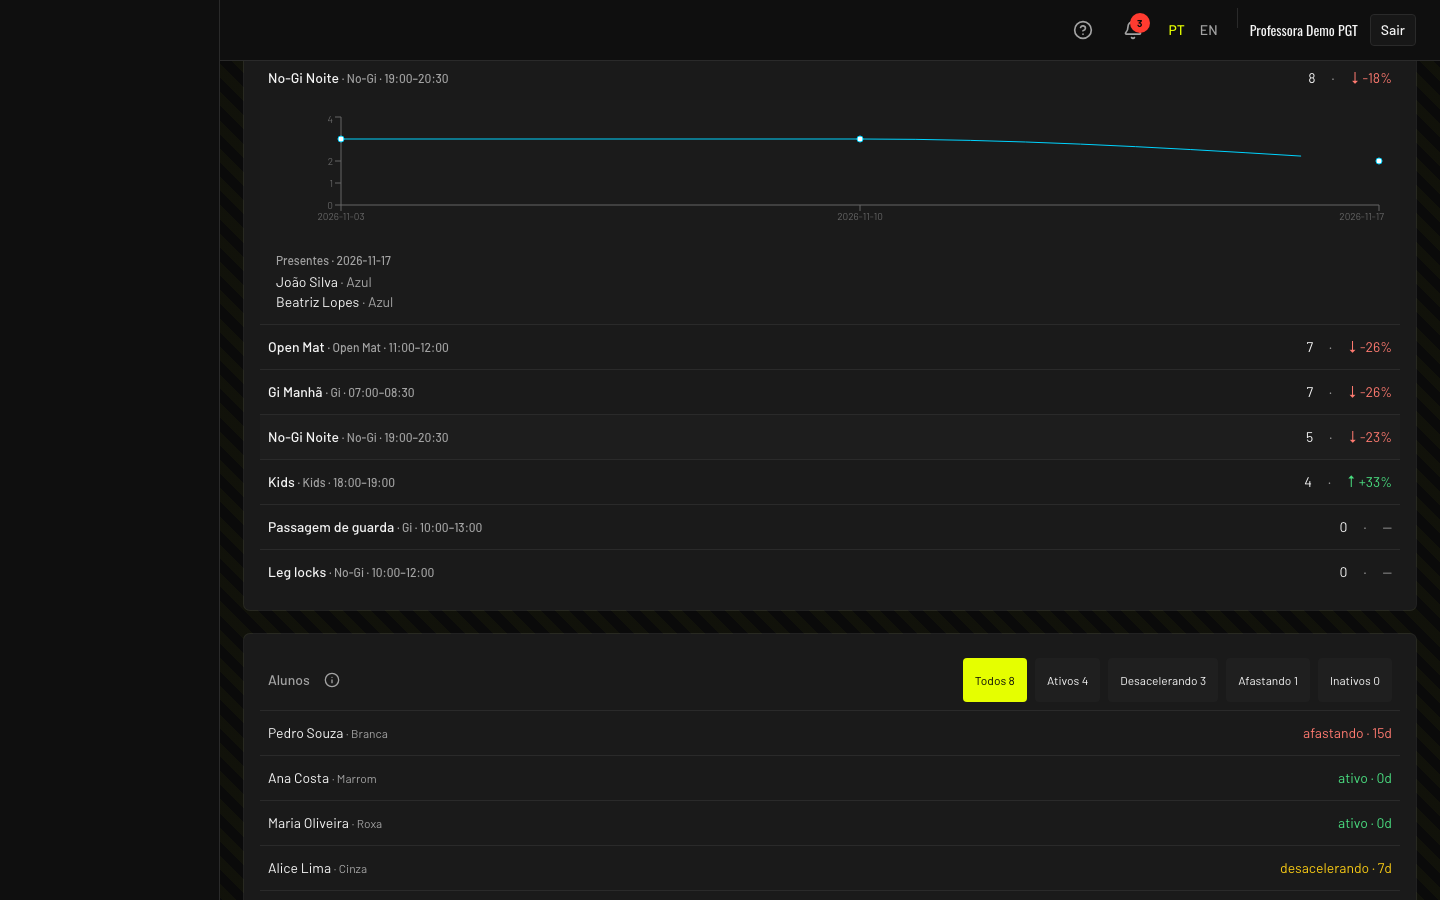 3
PT EN Professora Demo PGT Sair
No-Gi Noite · No-Gi · 19:00–20:30 8 · ↓ -18%
4
2
1
0
2026-11-03 2026-11-10 2026-11-17
Presentes · 2026-11-17
João Silva · Azul
Beatriz Lopes · Azul
Open Mat · Open Mat · 11:00–12:00 7 · ↓ -26%
Gi Manhã · Gi · 07:00–08:30 7 · ↓ -26%
No-Gi Noite · No-Gi · 19:00–20:30 5 · ↓ -23%
Kids · Kids · 18:00–19:00 4 · ↑ +33%
Passagem de guarda · Gi · 10:00–13:00 0 · —
Leg locks · No-Gi · 10:00–12:00 0 · —
Alunos Todos 8 Ativos 4 Desacelerando 3 Afastando 1 Inativos 0
Pedro Souza · Branca afastando · 15d
Ana Costa · Marrom ativo · 0d
Maria Oliveira · Roxa ativo · 0d
Alice Lima · Cinza desacelerando · 7d